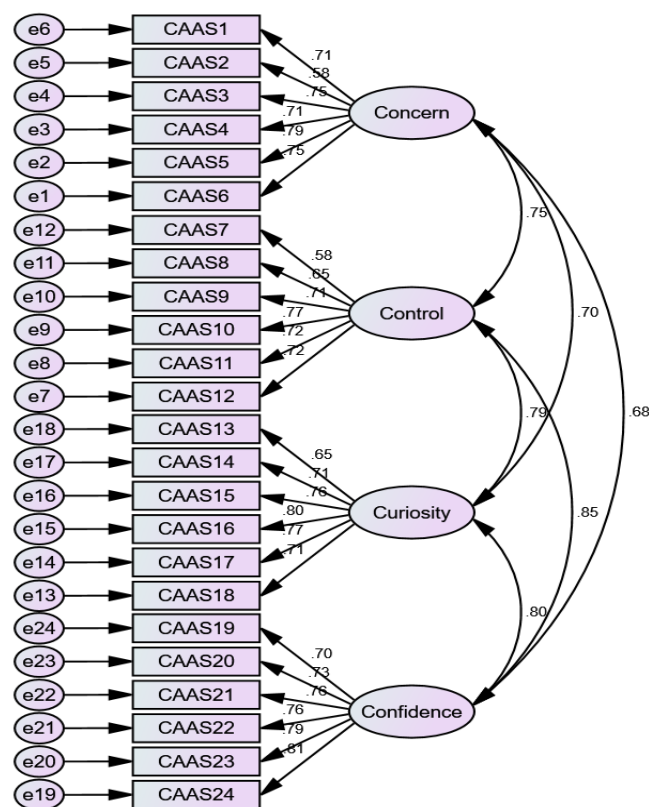 e6 CAAS1
.71
e5 CAAS2
.58
e4 CAAS3
.75
Concern
e3 CAAS4
.71
.79
e2 CAAS5
.75
e1 CAAS6
.75
e12 CAAS7
.58
e11 CAAS8
.65
e10 CAAS9
.71
Control
.70
e9 CAAS10
.77
.72
e8 CAAS11
.72
e7 CAAS12
.79
.68
e18 CAAS13
.65
e17 CAAS14
.71
e16 CAAS15
.76
Curiosity
.85
e15 CAAS16
.80
.77
e14 CAAS17
.71
e13 CAAS18
.80
e24 CAAS19
.70
e23 CAAS20
.73
e22 CAAS21
.76
Confidence
e21 CAAS22
.76
.79
e20 CAAS23
.81
e19 CAAS24